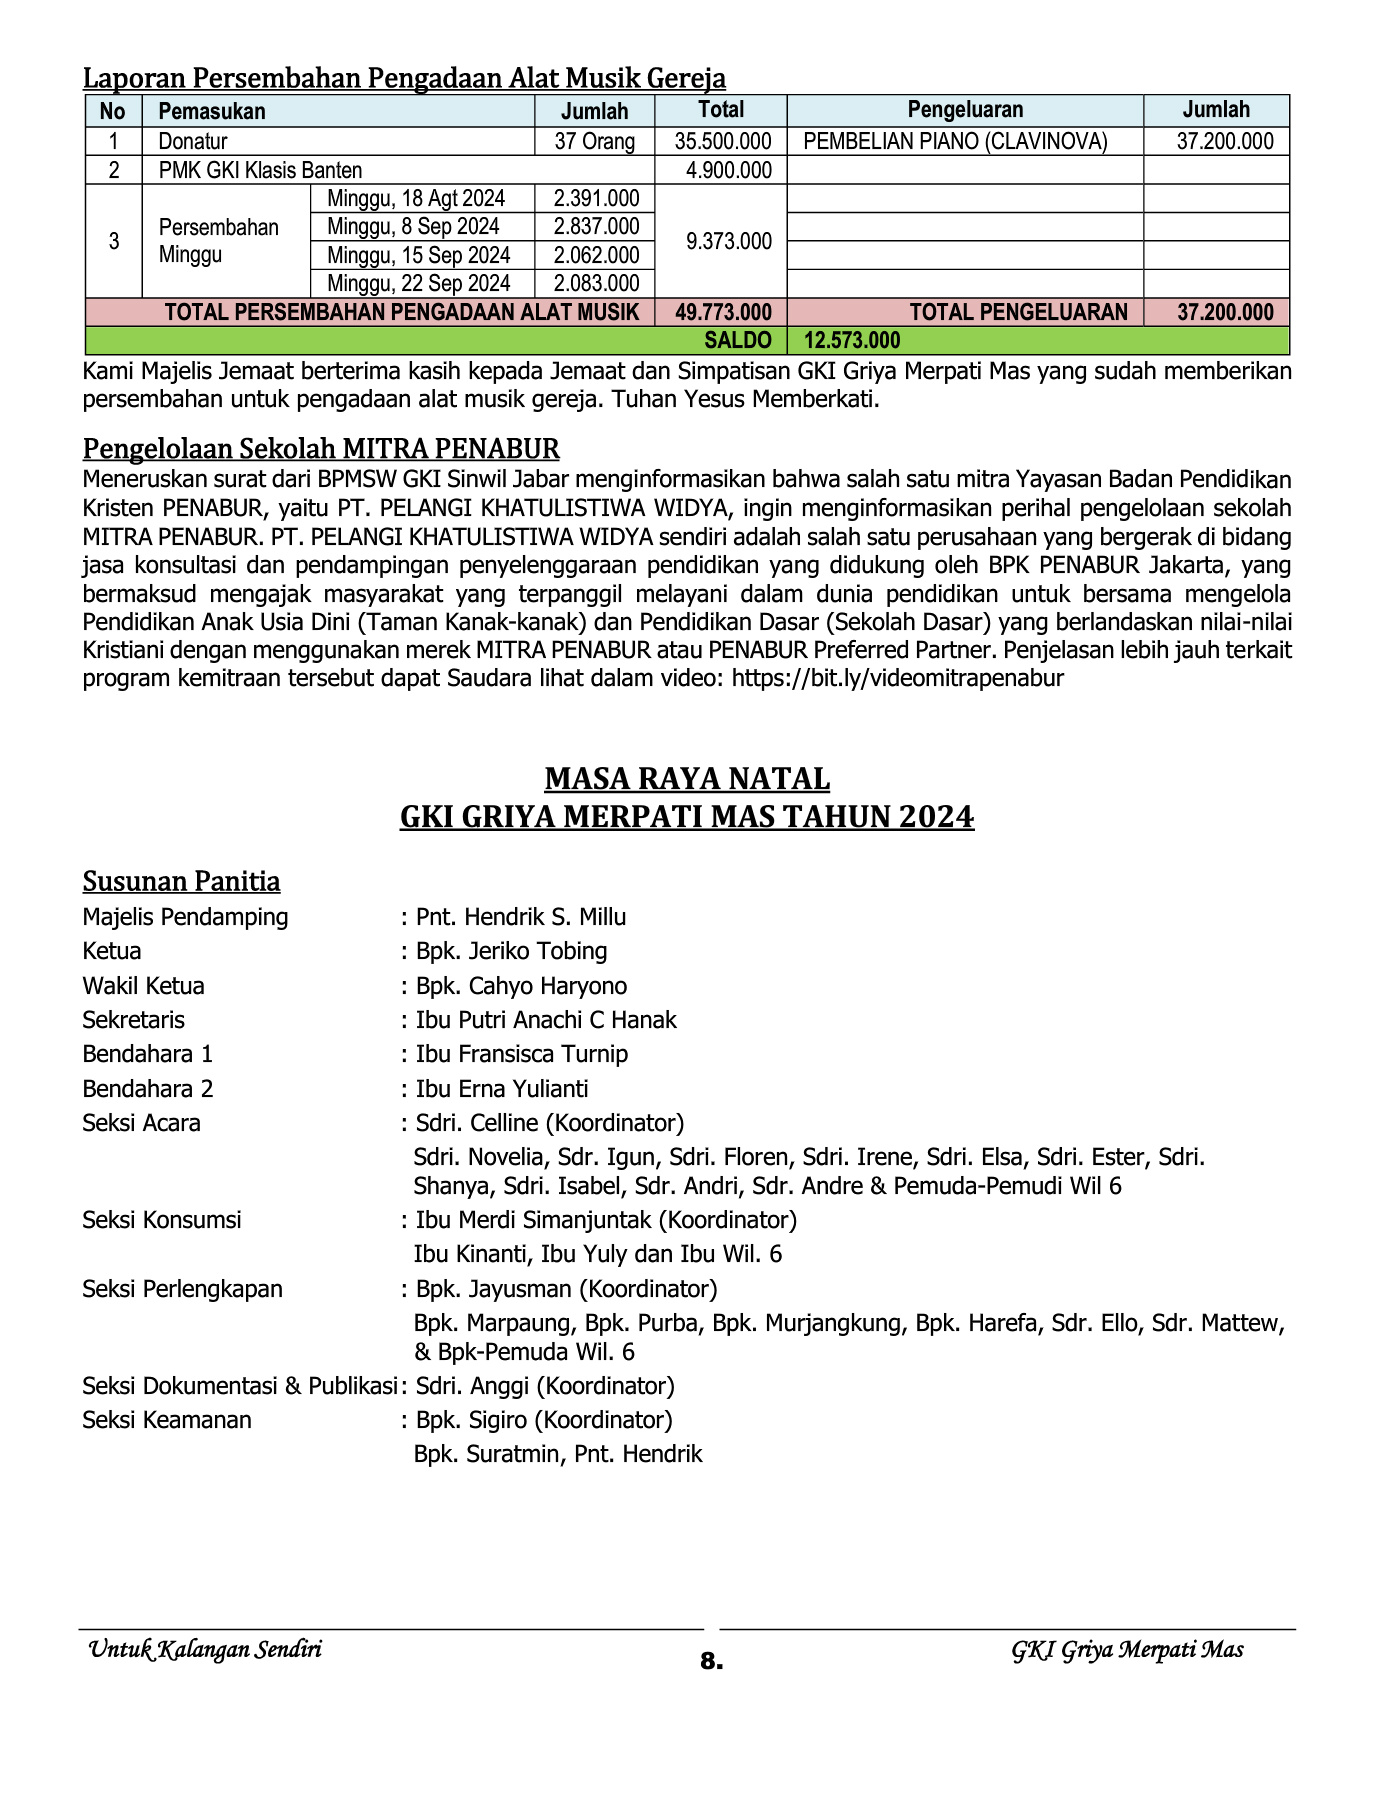 Laporan Persembahan Pengadaan Alat Musik Gereja
No Pemasukan Jumlah Total Pengeluaran Jumlah
1 Donatur 37 Orang 35.500.000 PEMBELIAN PIANO (CLAVINOVA) 37.200.000
2 PMK GKI Klasis Banten 4.900.000
3 Persembahan Minggu 9.373.000
Minggu, 18 Agt 2024 2.391.000
Minggu, 8 Sep 2024 2.837.000
Minggu, 15 Sep 2024 2.062.000
Minggu, 22 Sep 2024 2.083.000
TOTAL PERSEMBAHAN PENGADAAN ALAT MUSIK 49.773.000 TOTAL PENGELUARAN 37.200.000
SALDO 12.573.000
Kami Majelis Jemaat berterima kasih kepada Jemaat dan Simpatisan GKI Griya Merpati Mas yang sudah memberikan
persembahan untuk pengadaan alat musik gereja. Tuhan Yesus Memberkati.
Pengelolaan Sekolah MITRA PENABUR
Meneruskan surat dari BPMSW GKI Sinwil Jabar menginformasikan bahwa salah satu mitra Yayasan Badan Pendidikan
Kristen PENABUR, yaitu PT. PELANGI KHATULISTIWA WIDYA, ingin menginformasikan perihal pengelolaan sekolah
MITRA PENABUR. PT. PELANGI KHATULISTIWA WIDYA sendiri adalah salah satu perusahaan yang bergerak di bidang
jasa konsultasi dan pendampingan penyelenggaraan pendidikan yang didukung oleh BPK PENABUR Jakarta, yang
bermaksud mengajak masyarakat yang terpanggil melayani dalam dunia pendidikan untuk bersama mengelola
Pendidikan Anak Usia Dini (Taman Kanak-kanak) dan Pendidikan Dasar (Sekolah Dasar) yang berlandaskan nilai-nilai
Kristiani dengan menggunakan merek MITRA PENABUR atau PENABUR Preferred Partner. Penjelasan lebih jauh terkait
program kemitraan tersebut dapat Saudara lihat dalam video: https://bit.ly/videomitrapenabur
MASA RAYA NATAL
GKI GRIYA MERPATI MAS TAHUN 2024
Susunan Panitia
Majelis Pendamping : Pnt. Hendrik S. Millu
Ketua : Bpk. Jeriko Tobing
Wakil Ketua : Bpk. Cahyo Haryono
Sekretaris : Ibu Putri Anachi C Hanak
Bendahara 1 : Ibu Fransisca Turnip
Bendahara 2 : Ibu Erna Yulianti
Seksi Acara : Sdri. Celline (Koordinator)
Sdri. Novelia, Sdr. Igun, Sdri. Floren, Sdri. Irene, Sdri. Elsa, Sdri. Ester, Sdri.
Shanya, Sdri. Isabel, Sdr. Andri, Sdr. Andre & Pemuda-Pemudi Wil 6
Seksi Konsumsi : Ibu Merdi Simanjuntak (Koordinator)
Ibu Kinanti, Ibu Yuly dan Ibu Wil. 6
Seksi Perlengkapan : Bpk. Jayusman (Koordinator)
Bpk. Marpaung, Bpk. Purba, Bpk. Murjangkung, Bpk. Harefa, Sdr. Ello, Sdr. Mattew,
& Bpk-Pemuda Wil. 6
Seksi Dokumentasi & Publikasi : Sdri. Anggi (Koordinator)
Seksi Keamanan : Bpk. Sigiro (Koordinator)
Bpk. Suratmin, Pnt. Hendrik
Untuk Kalangan Sendiri 8. GKI Griya Merpati Mas